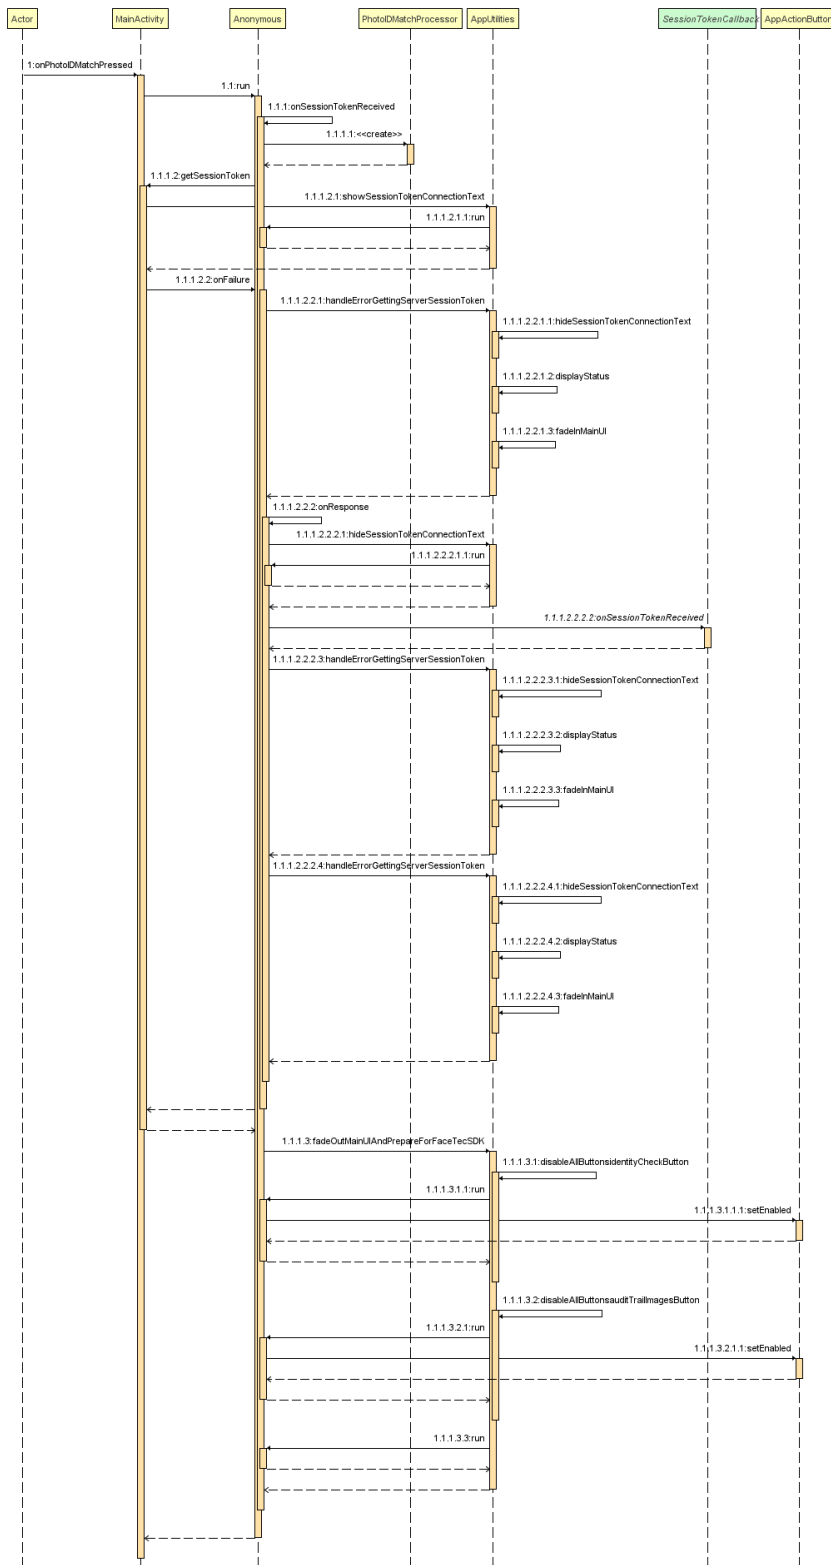 Actor
MainActivity
Anonymous
PhotoIDMatchProcessor
AppUtilities
SessionTokenCallback
AppActionButton
1:onPhotoIDMatchPressed
1.1:run
1.1.1:onSessionTokenReceived
1.1.1.1:<<create>>
1.1.1.2:getSessionToken
1.1.1.2.1:showSessionTokenConnectionText
1.1.1.2.1.1:run
1.1.1.2.2:onFailure
1.1.1.2.2.1:handleErrorGettingServerSessionToken
1.1.1.2.2.1.1:hideSessionTokenConnectionText
1.1.1.2.2.1.2:displayStatus
1.1.1.2.2.1.3:fadeInMainUI
1.1.1.2.2.2:onResponse
1.1.1.2.2.2.1:hideSessionTokenConnectionText
1.1.1.2.2.2.1.1:run
1.1.1.2.2.2.2:onSessionTokenReceived
1.1.1.2.2.2.3:handleErrorGettingServerSessionToken
1.1.1.2.2.2.3.1:hideSessionTokenConnectionText
1.1.1.2.2.2.3.2:displayStatus
1.1.1.2.2.2.3.3:fadeInMainUI
1.1.1.2.2.2.4:handleErrorGettingServerSessionToken
1.1.1.2.2.2.4.1:hideSessionTokenConnectionText
1.1.1.2.2.2.4.2:displayStatus
1.1.1.2.2.2.4.3:fadeInMainUI
1.1.1.3:fadeOutMainUIAndPrepareForFaceTecSDK
1.1.1.3.1:disableAllButtonsidentityCheckButton
1.1.1.3.1.1:run
1.1.1.3.1.1.1:setEnabled
1.1.1.3.2:disableAllButtonsauditTrailImagesButton
1.1.1.3.2.1:run
1.1.1.3.2.1.1:setEnabled
1.1.1.3.3:run